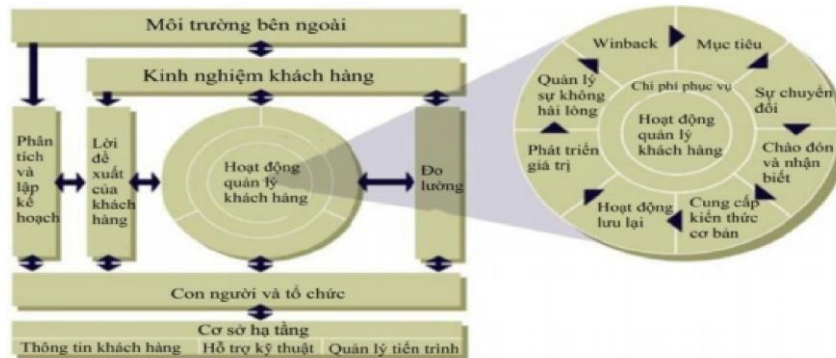 Môi trường bên ngoài
Kinh nghiệm khách hàng
Phân
tích
và
lập
kế
hoạch
Lời
đề
xuất
của
khách
hàng
Hoạt động
quản lý
khách hàng
Đo
lường
Con người và tổ chức
Cơ sở hạ tầng
Thông tin khách hàng
Hỗ trợ kỹ thuật
Quản lý tiến trình
Winback
Mục tiêu
Sự chuyển
đổi
Chào đón
và nhận
biết
Cung cấp
kiến thức
cơ bản
Hoạt động
lưu lại
Phát triển
giá trị
Quản lý
sự không
hài lòng
Chi phí phục vụ
Hoạt động
quản lý
khách hàng